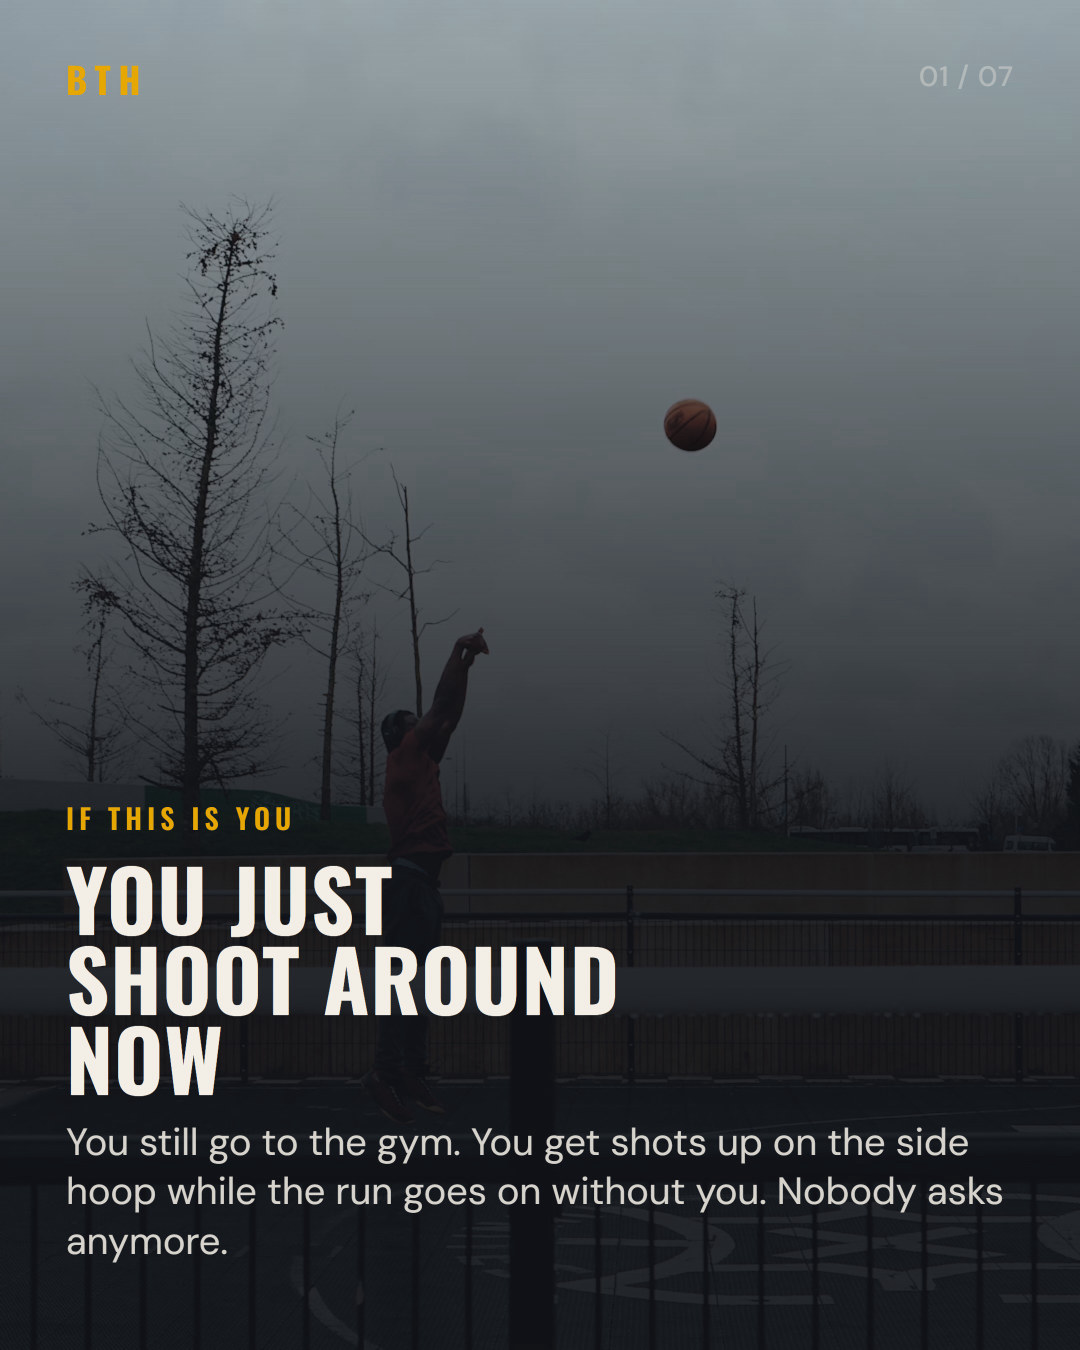 BTH
01 / 07
IF THIS IS YOU
YOU JUST
SHOOT AROUND
NOW
You still go to the gym. You get shots up on the side
hoop while the run goes on without you. Nobody asks
anymore.